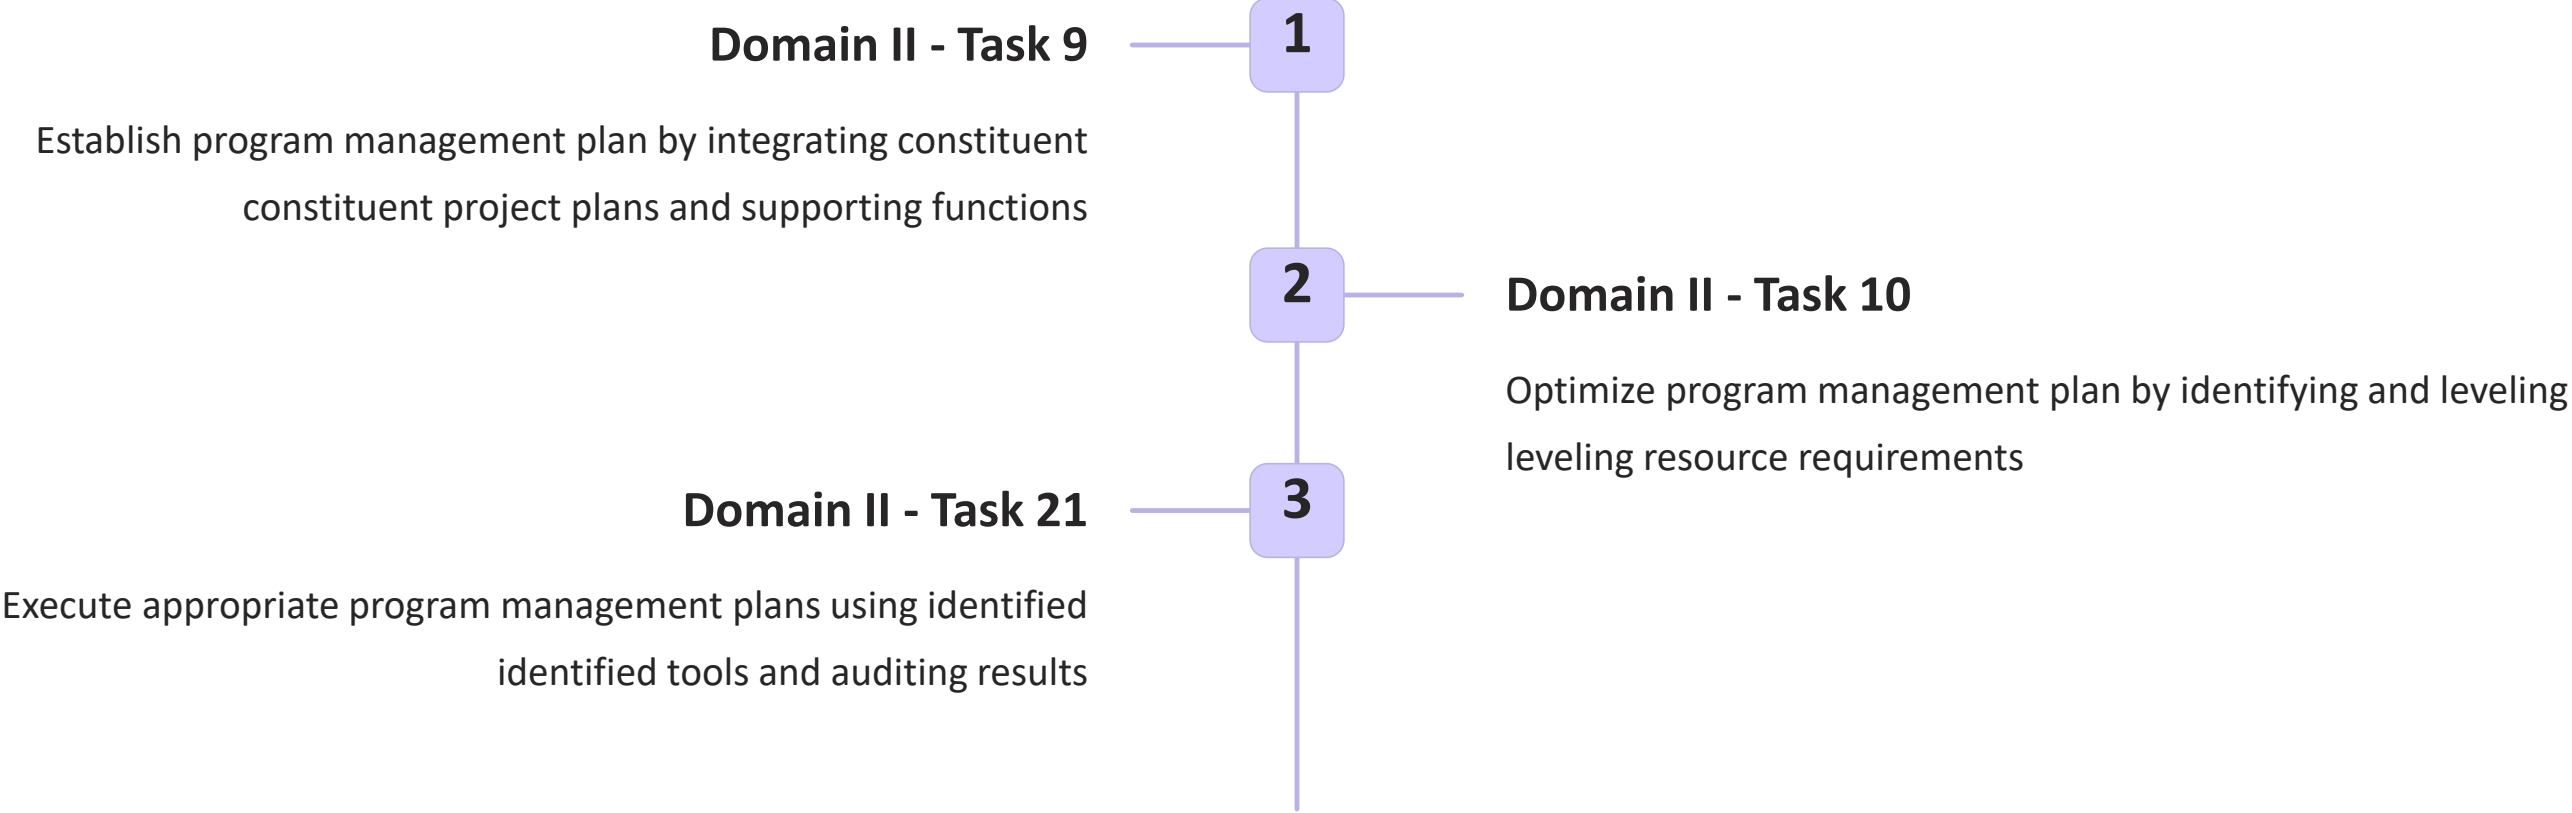 1
Domain II - Task 9
Establish program management plan by integrating constituent
constituent project plans and supporting functions
2
Domain II - Task 10
Optimize program management plan by identifying and leveling
leveling resource requirements
3
Domain II - Task 21
Execute appropriate program management plans using identified
identified tools and auditing results